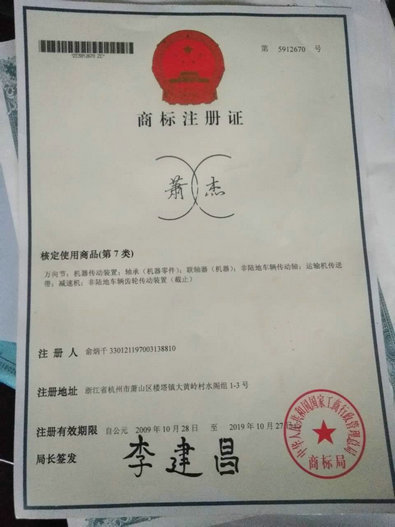 第 5912670 号
商标注册证
萧 杰
核定使用商品(第 7 类)
万向节；机器传动装置；轴承（机器零件）；联轴器（机器）；非陆地车辆传动轴；运输机传送
带；减速机；非陆地车辆齿轮传动装置（截止）
注 册 人 俞炳千 330121197003138810
注册地址 浙江省杭州市萧山区楼塔镇大黄岭村水阁组 1-3 号
注册有效期限 自公元 2009 年 10 月 28 日 至 2019 年 10 月 27 日
局长签发 李建昌
中华人民共和国国家工商行政管理总局
商标局